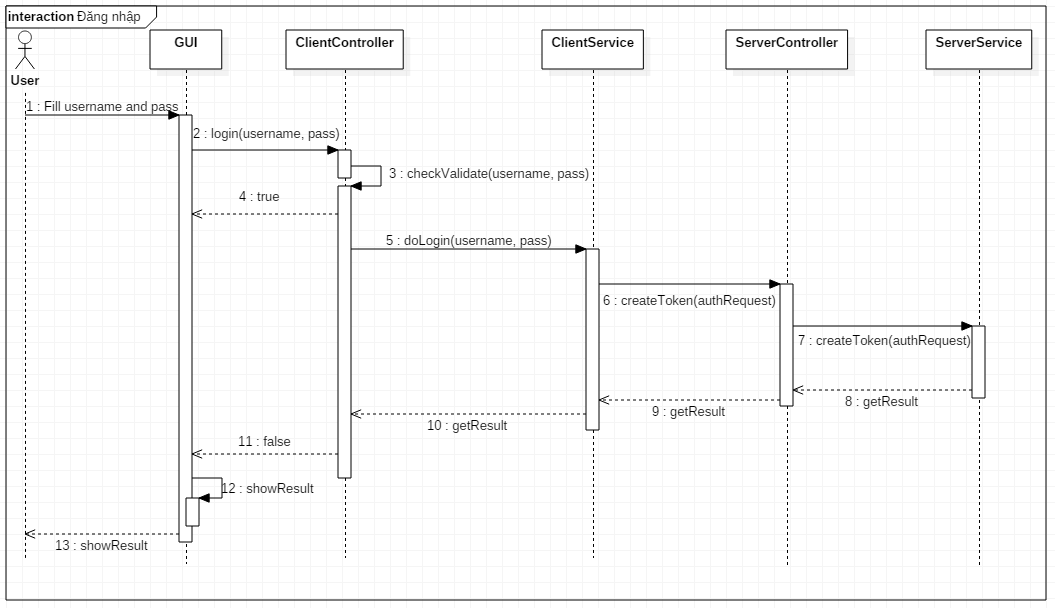 interaction Đăng nhập
User
GUI
ClientController
ClientService
ServerController
ServerService
1 : Fill username and pass
2 : login(username, pass)
3 : checkValidate(username, pass)
4 : true
5 : doLogin(username, pass)
6 : createToken(authRequest)
7 : createToken(authRequest)
8 : getResult
9 : getResult
10 : getResult
11 : false
12 : showResult
13 : showResult